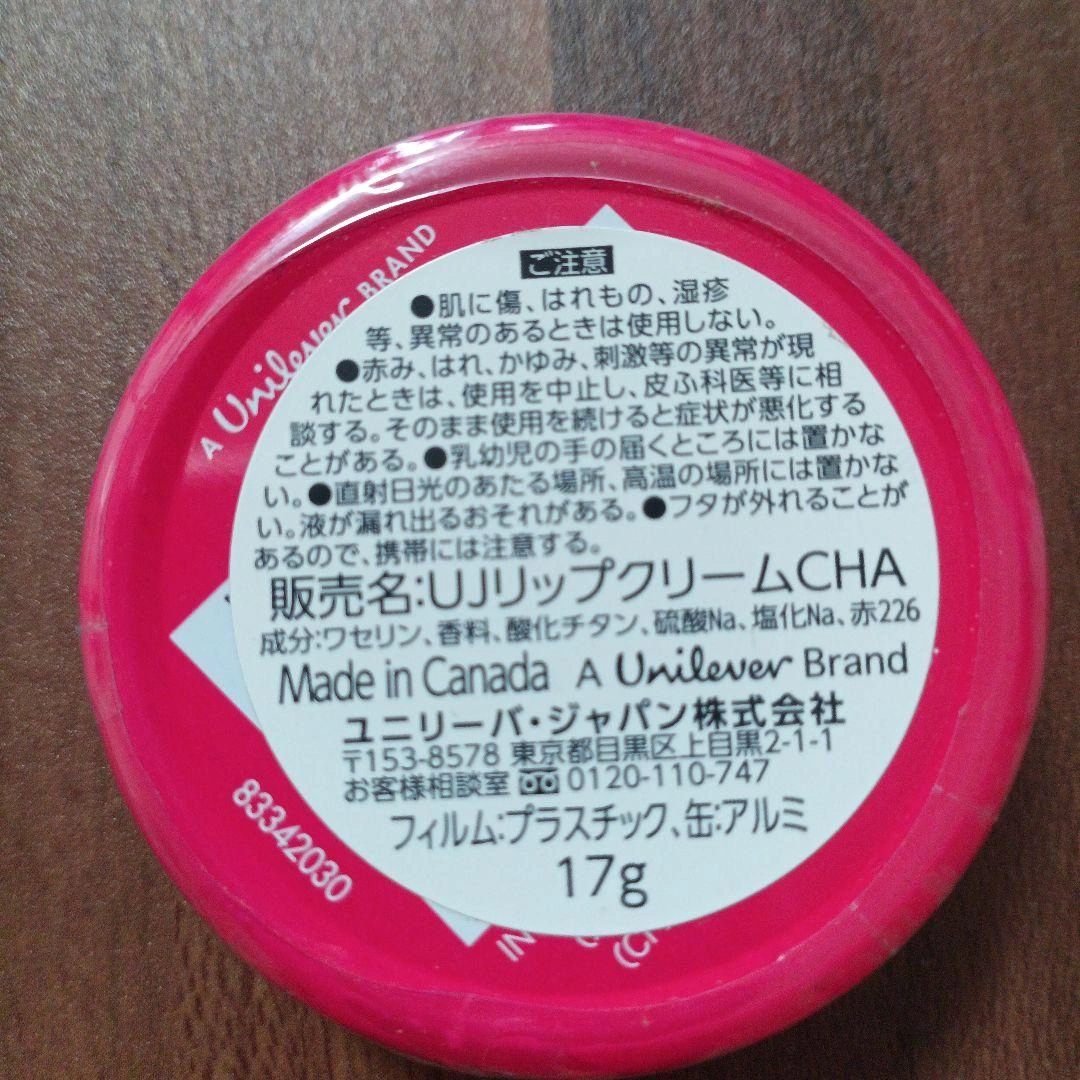 A Unilever BRAND
ご注意
●肌に傷、はれもの、湿疹
等、異常のあるときは使用しない。
●赤み、はれ、かゆみ、刺激等の異常が現
れたときは、使用を中止し、皮ふ科医等に相
談する。そのまま使用を続けると症状が悪化する
ことがある。●乳幼児の手の届くところには置かな
い。●直射日光のあたる場所、高温の場所には置かな
い。液が漏れ出るおそれがある。●フタが外れることが
あるので、携帯には注意する。
販売名:UJリップクリームCHA
成分:ワセリン、香料、酸化チタン、硫酸Na、塩化Na、赤226
Made in Canada A Unilever Brand
ユニリーバ・ジャパン株式会社
〒153-8578 東京都目黒区上目黒2-1-1
お客様相談室 0120-110-747
フィルム:プラスチック、缶:アルミ
17g
83342030